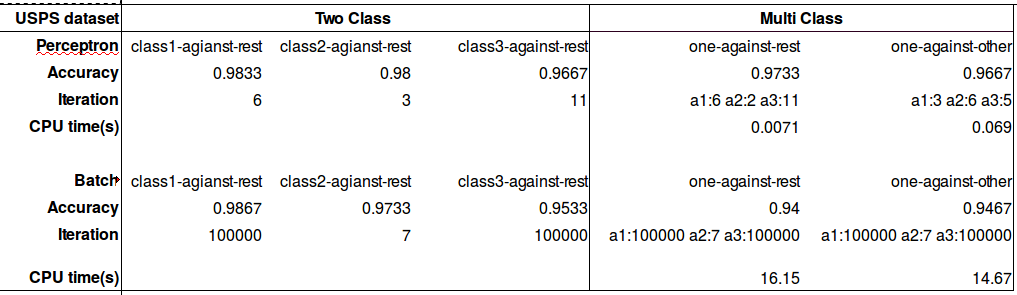 USPS dataset Two Class Multi Class
Perceptron class1-agianst-rest class2-agianst-rest class3-against-rest one-against-rest one-against-other
Accuracy 0.9833 0.98 0.9667 0.9733 0.9667
Iteration 6 3 11 a1:6 a2:2 a3:11 a1:3 a2:6 a3:5
CPU time(s) 0.0071 0.069
Batch class1-agianst-rest class2-agianst-rest class3-against-rest one-against-rest one-against-other
Accuracy 0.9867 0.9733 0.9533 0.94 0.9467
Iteration 100000 7 100000 a1:100000 a2:7 a3:100000 a1:100000 a2:7 a3:100000
CPU time(s) 16.15 14.67